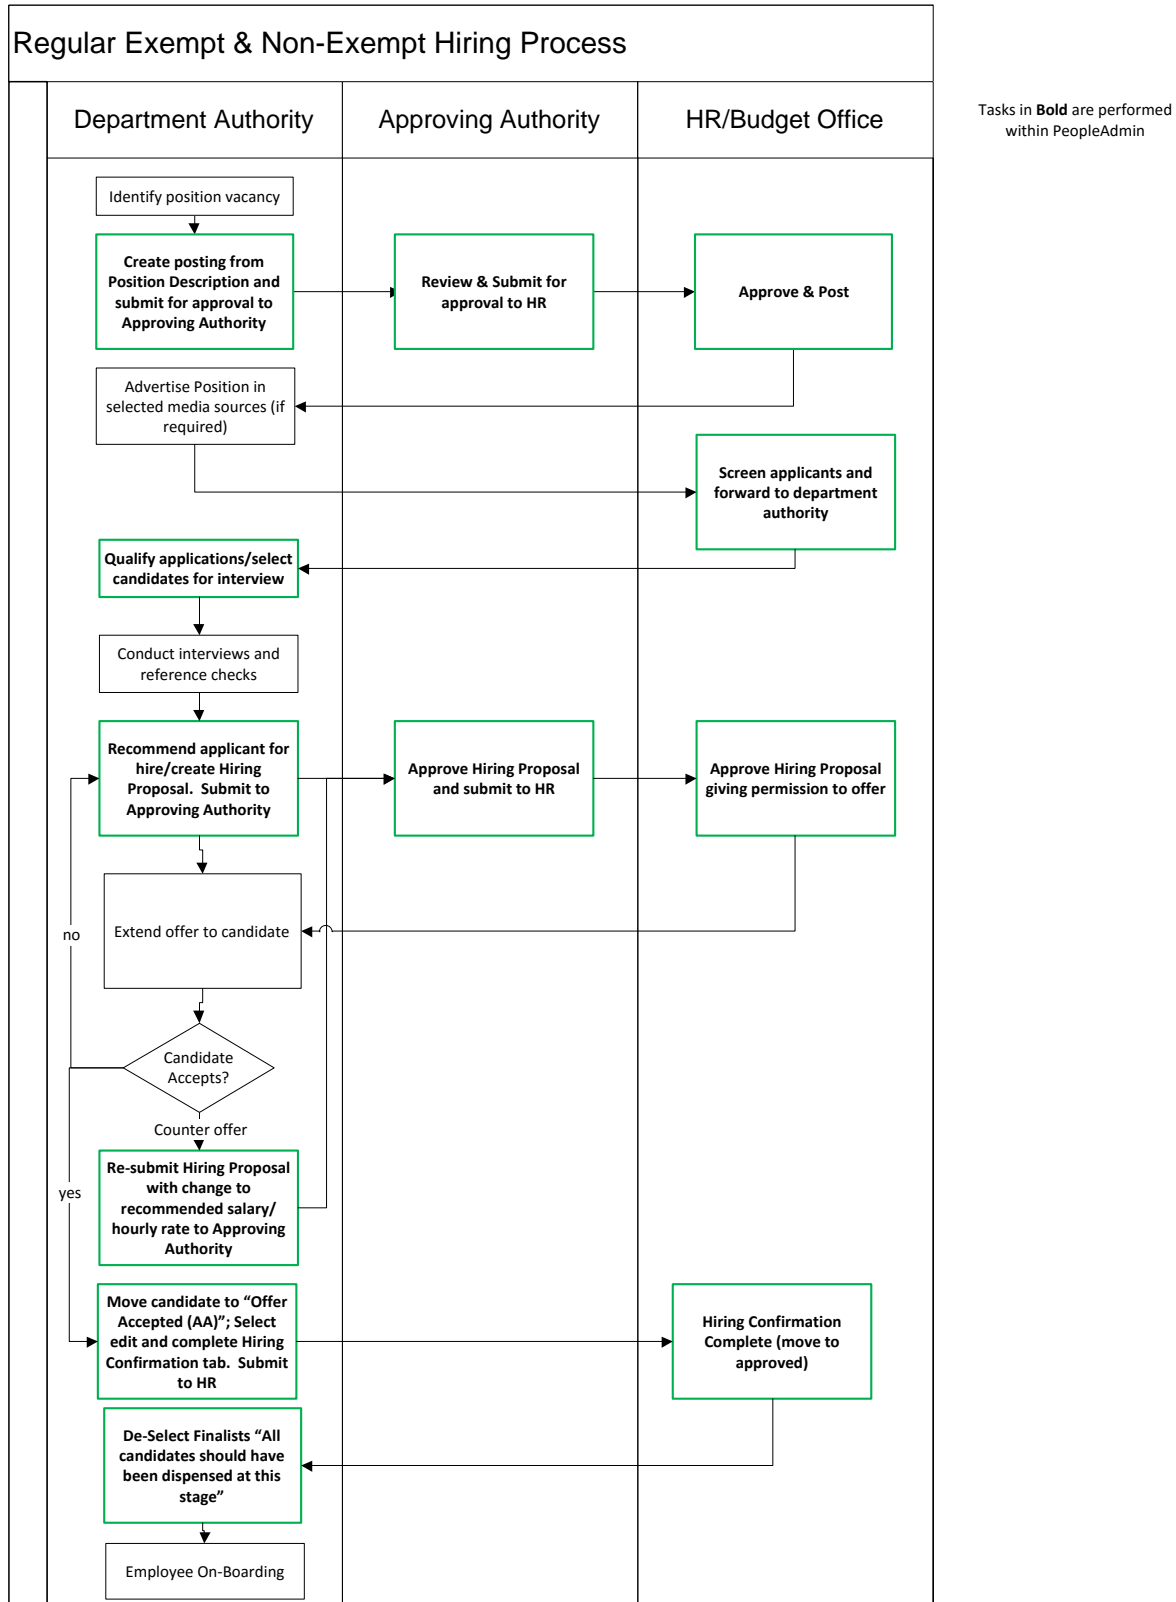 Regular Exempt & Non-Exempt Hiring Process
Department Authority
Approving Authority
HR/Budget Office
Tasks in Bold are performed
within PeopleAdmin
Identify position vacancy
Create posting from
Position Description and
submit for approval to
Approving Authority
Review & Submit for
approval to HR
Approve & Post
Advertise Position in
selected media sources (if
required)
Screen applicants and
forward to department
authority
Qualify applications/select
candidates for interview
Conduct interviews and
reference checks
Recommend applicant for
hire/create Hiring
Proposal.  Submit to
Approving Authority
Approve Hiring Proposal
and submit to HR
Approve Hiring Proposal
giving permission to offer
Extend offer to candidate
no
Candidate
Accepts?
Counter offer
Re-submit Hiring Proposal
with change to
recommended salary/
hourly rate to Approving
Authority
yes
Move candidate to “Offer
Accepted (AA)”; Select
edit and complete Hiring
Confirmation tab.  Submit
to HR
Hiring Confirmation
Complete (move to
approved)
De-Select Finalists “All
candidates should have
been dispensed at this
stage”
Employee On-Boarding